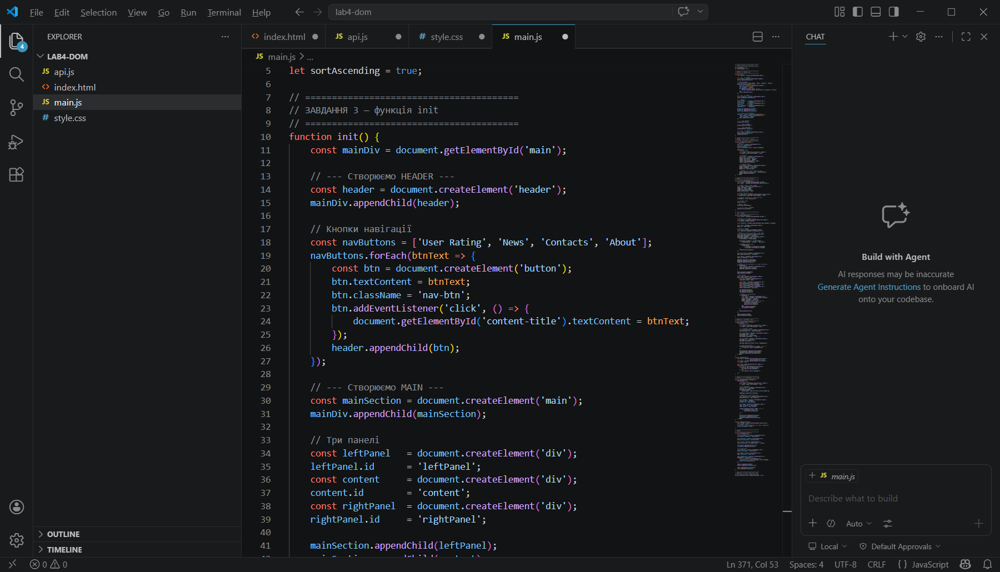 File Edit Selection View Go Run Terminal Help
lab4-dom
4
EXPLORER
LAB4-DOM
JS api.js
<> index.html
JS main.js
# style.css
OUTLINE
TIMELINE
<> index.html
JS api.js
# style.css
JS main.js
JS main.js > ...
5 let sortAscending = true;
6
7 // ========================================
8 // ЗАВДАННЯ 3 — функція init
9 // ========================================
10 function init() {
11 const mainDiv = document.getElementById('main');
12
13 // --- Створюємо HEADER ---
14 const header = document.createElement('header');
15 mainDiv.appendChild(header);
16
17 // Кнопки навігації
18 const navButtons = ['User Rating', 'News', 'Contacts', 'About'];
19 navButtons.forEach(btnText => {
20 const btn = document.createElement('button');
21 btn.textContent = btnText;
22 btn.className = 'nav-btn';
23 btn.addEventListener('click', () => {
24 document.getElementById('content-title').textContent = btnText;
25 });
26 header.appendChild(btn);
27 });
28
29 // --- Створюємо MAIN ---
30 const mainSection = document.createElement('main');
31 mainDiv.appendChild(mainSection);
32
33 // Три панелі
34 const leftPanel = document.createElement('div');
35 leftPanel.id = 'leftPanel';
36 const content = document.createElement('div');
37 content.id = 'content';
38 const rightPanel = document.createElement('div');
39 rightPanel.id = 'rightPanel';
40
41 mainSection.appendChild(leftPanel);
CHAT
Build with Agent
AI responses may be inaccurate
Generate Agent Instructions to onboard AI
onto your codebase.
JS main.js
Describe what to build
Auto
Local Default Approvals
0 0
Ln 371, Col 53 Spaces: 4 UTF-8 CRLF { } JavaScript